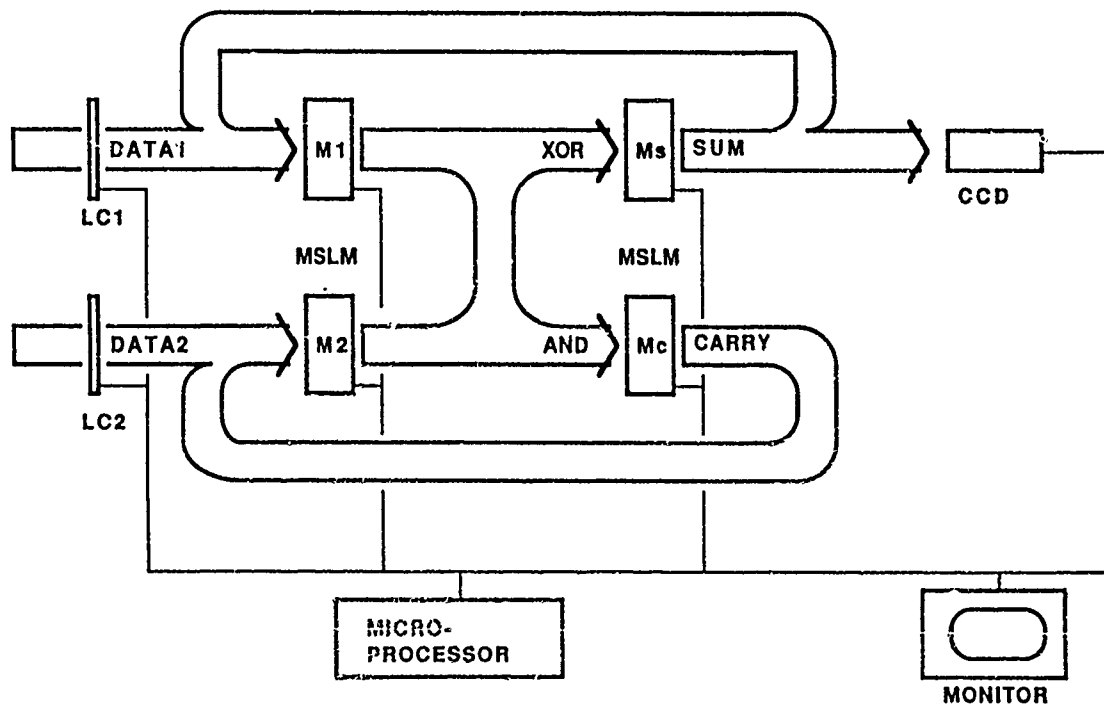 DATA1
M1
XOR
Ms
SUM
LC1
CCD
MSLM
MSLM
DATA2
M2
AND
Mc
CARRY
LC2
MICRO-
PROCESSOR
MONITOR